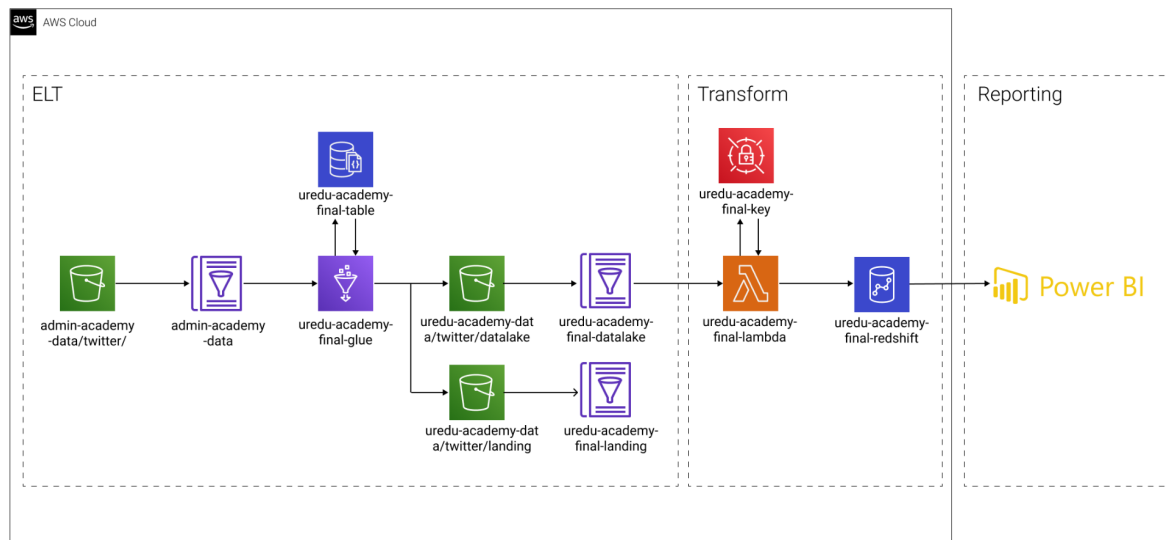 aws
AWS Cloud
ELT
Transform
Reporting
uredu-academy-
final-table
uredu-academy-
final-key
admin-academy
-data/twitter/
admin-academy
-data
uredu-academy-
final-glue
uredu-academy-dat
a/twitter/datalake
uredu-academy-
final-datalake
uredu-academy-
final-lambda
uredu-academy-
final-redshift
Power BI
uredu-academy-dat
a/twitter/landing
uredu-academy-
final-landing